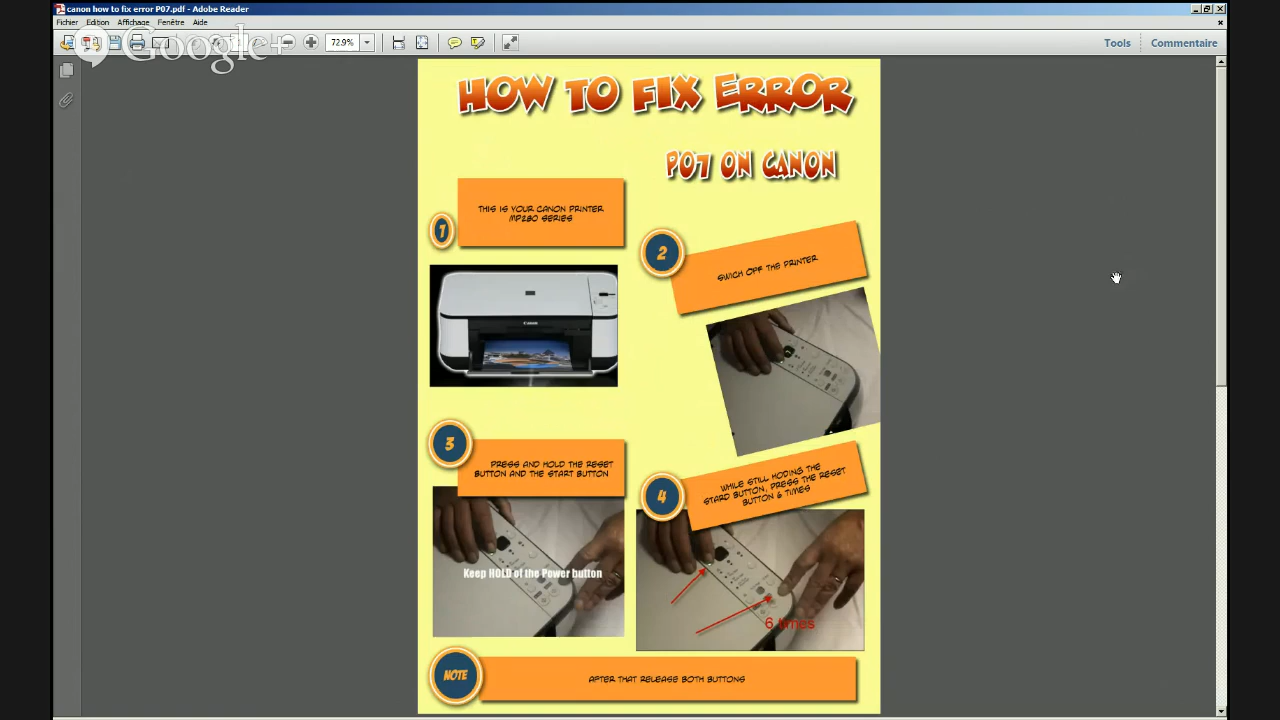 canion how to fix error P07.pdf - Adobe Reader
Fichier Edition Affichage Fenêtre Aide
Google+
72.9%
Tools
Commentaire
HOW TO FIX ERROR
P07 ON CANON
1
THIS IS YOUR CANON PRINTER
MP280 SERIES
2
SWICH OFF THE PRINTER
Canon
3
PRESS AND HOLD THE RESET
BUTTON AND THE START BUTTON
Keep HOLD of the Power button
4
WHILE STILL HODING THE
STARD BUTTON, PRESS THE RESET
BUTTON 6 TIMES
6 times
NOTE
AFTER THAT RELEASE BOTH BUTTONS